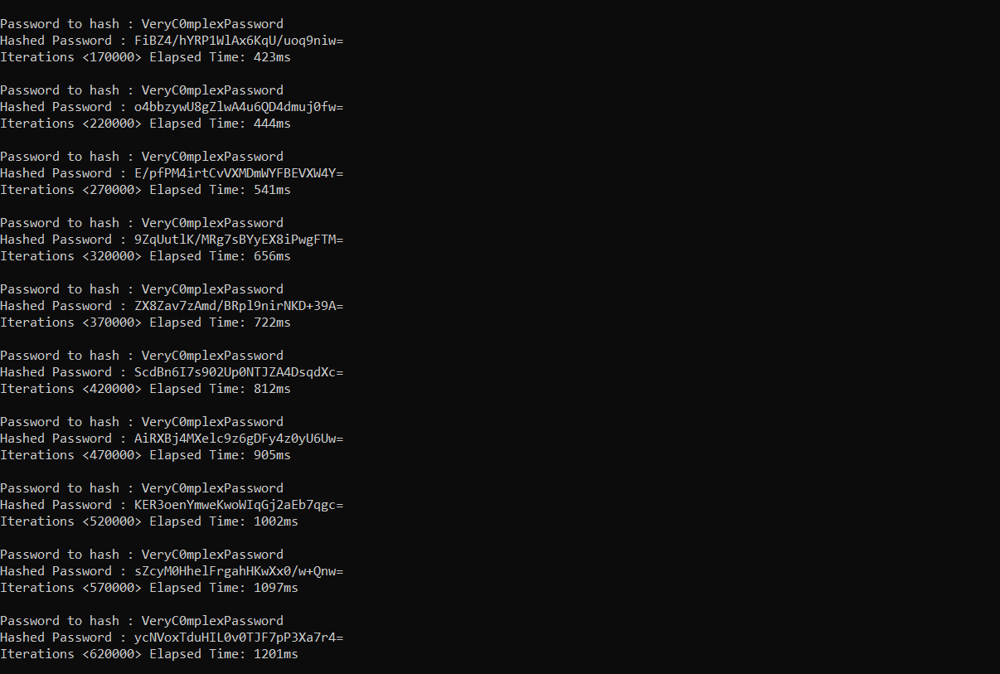 Password to hash : VeryC0mplexPassword
Hashed Password : FiBZ4/hYRP1WlAx6KqU/uoq9niw=
Iterations <170000> Elapsed Time: 423ms
Password to hash : VeryC0mplexPassword
Hashed Password : o4bbzywU8gZlwA4u6QD4dmuj0fw=
Iterations <220000> Elapsed Time: 444ms
Password to hash : VeryC0mplexPassword
Hashed Password : E/pfPM4irtCvVXMDmWYFBEVXW4Y=
Iterations <270000> Elapsed Time: 541ms
Password to hash : VeryC0mplexPassword
Hashed Password : 9ZqUutlK/MRg7sBYyEX8iPwgFTM=
Iterations <320000> Elapsed Time: 656ms
Password to hash : VeryC0mplexPassword
Hashed Password : ZX8Zav7zAmd/BRpl9nirNKD+39A=
Iterations <370000> Elapsed Time: 722ms
Password to hash : VeryC0mplexPassword
Hashed Password : ScdBn6I7s902Up0NTJZA4DsqdXc=
Iterations <420000> Elapsed Time: 812ms
Password to hash : VeryC0mplexPassword
Hashed Password : AiRXBj4MXelc9z6gDFy4z0yU6Uw=
Iterations <470000> Elapsed Time: 905ms
Password to hash : VeryC0mplexPassword
Hashed Password : KER3oenYmweKwoWIqGj2aEb7qgc=
Iterations <520000> Elapsed Time: 1002ms
Password to hash : VeryC0mplexPassword
Hashed Password : sZcyM0HhelFrgahHKwXx0/w+Qnw=
Iterations <570000> Elapsed Time: 1097ms
Password to hash : VeryC0mplexPassword
Hashed Password : ycNVoxTduHIL0v0TJF7pP3Xa7r4=
Iterations <620000> Elapsed Time: 1201ms